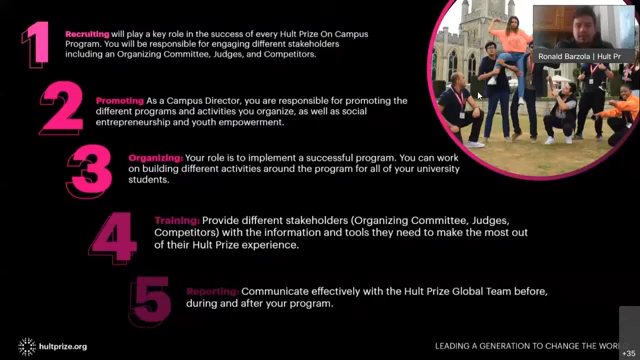 1
Recruiting will play a key role in the success of every Hult Prize On Campus
Program. You will be responsible for engaging different stakeholders
including an Organizing Committee, Judges, and Competitors.
2
Promoting As a Campus Director, you are responsible for promoting the
different programs and activities you organize, as well as social
entrepreneurship and youth empowerment.
3
Organizing: Your role is to implement a successful program. You can work
on building different activities around the program for all of your university
students.
4
Training: Provide different stakeholders (Organizing Committee, Judges,
Competitors) with the information and tools they need to make the most out
of their Hult Prize experience.
5
Reporting: Communicate effectively with the Hult Prize Global Team before,
during and after your program.
Ronald Barzola | Hult Pr
hultprize.org
LEADING A GENERATION TO CHANGE THE WORL
+35